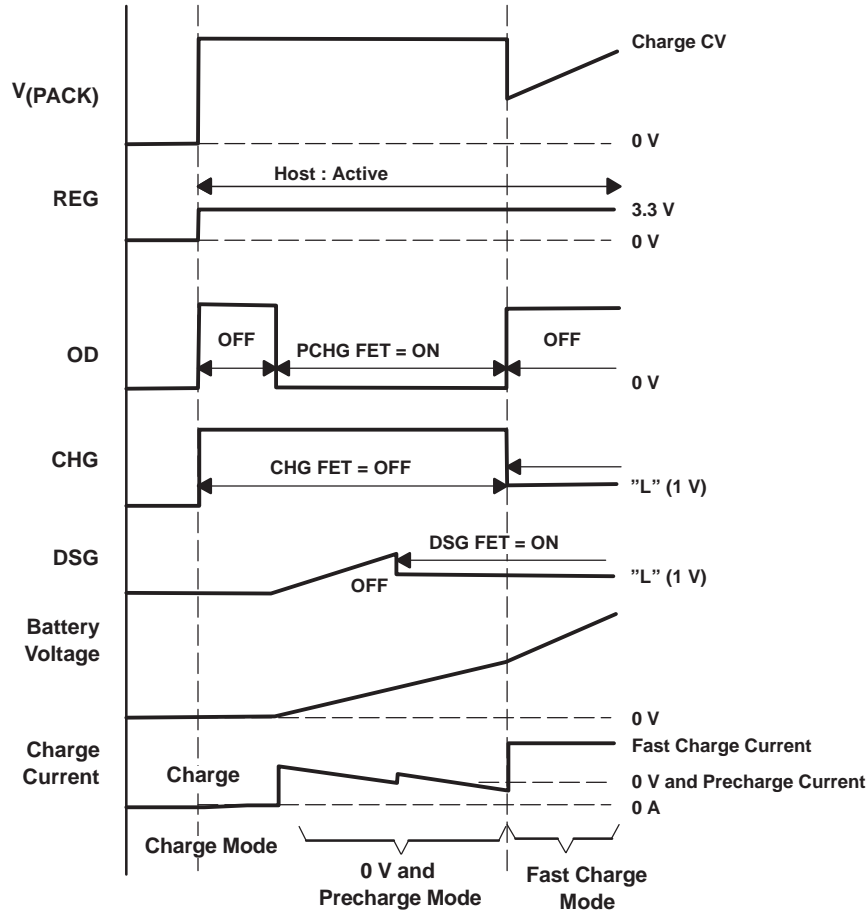 Charge CV
V(PACK)
0 V
Host : Active
REG
3.3 V
0 V
OFF
PCHG FET = ON
OFF
OD
0 V
CHG
CHG FET = OFF
”L” (1 V)
DSG FET = ON
DSG
OFF
”L” (1 V)
Battery
Voltage
0 V
Fast Charge Current
Charge
Current
Charge
0 V and Precharge Current
0 A
Charge Mode
0 V and
Precharge Mode
Fast Charge
Mode